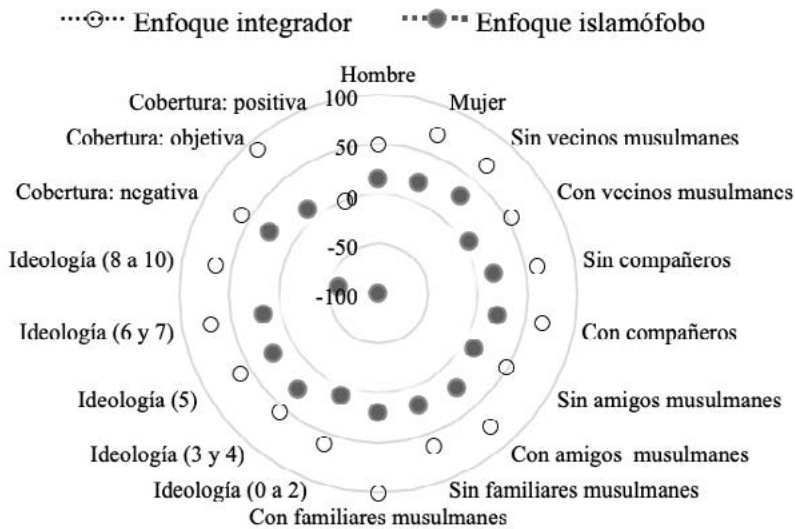 Enfoque integrador Enfoque islamófobo
Hombre
Cobertura: positiva 100 Mujer
Cobertura: objetiva 50 Sin vecinos musulmanes
Cobertura: negativa 0 Con vecinos musulmanes
Ideología (8 a 10) -50 Sin compañeros
-100
Ideología (6 y 7) Con compañeros
Ideología (5) Sin amigos musulmanes
Ideología (3 y 4) Con amigos musulmanes
Ideología (0 a 2) Sin familiares musulmanes
Con familiares musulmanes